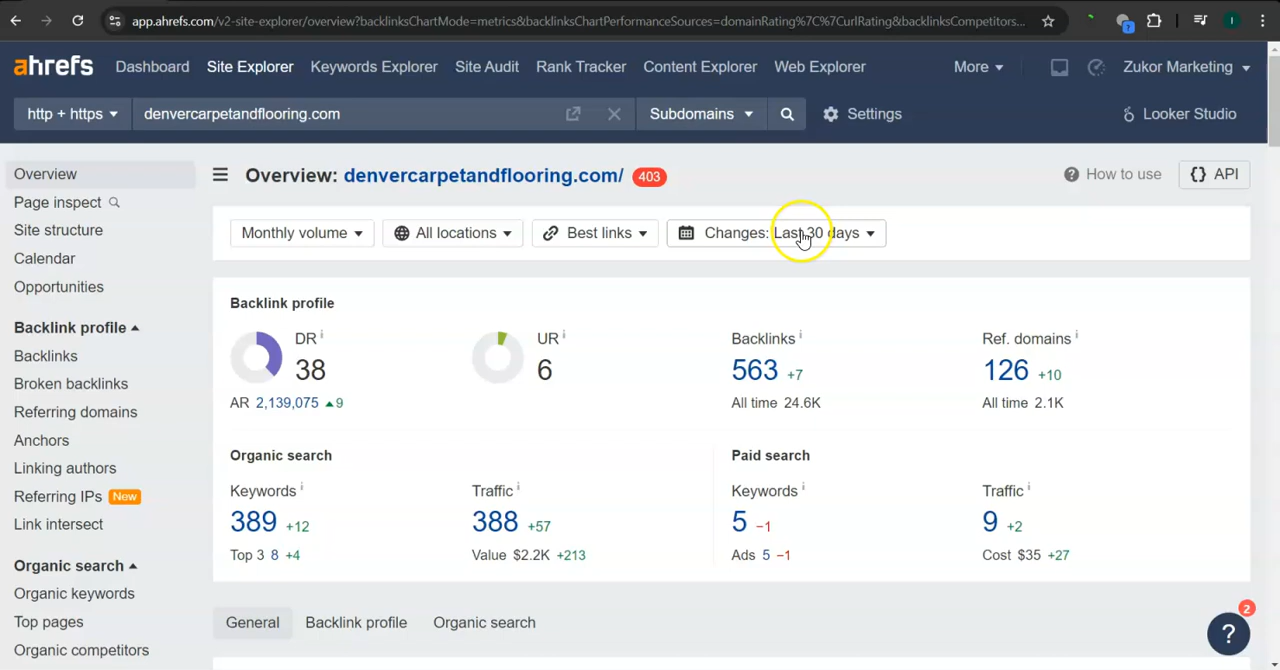 app.ahrefs.com/v2-site-explorer/overview?backlinksChartMode=metrics&backlinksChartPerformanceSources=domainRating%7C%7CurlRating&backlinksCompetitors...
I
ahrefs Dashboard Site Explorer Keywords Explorer Site Audit Rank Tracker Content Explorer Web Explorer More Zukor Marketing
http + https denvercarpetandflooring.com Subdomains Settings Looker Studio
Overview
Page inspect
Site structure
Calendar
Opportunities
Backlink profile
Backlinks
Broken backlinks
Referring domains
Anchors
Linking authors
Referring IPs New
Link intersect
Organic search
Organic keywords
Top pages
Organic competitors
Overview: denvercarpetandflooring.com/ 403 How to use {} API
Monthly volume All locations Best links Changes: Last 30 days
Backlink profile
DR i UR i Backlinks i Ref. domains i
38 6 563 +7 126 +10
AR 2,139,075 9 All time 24.6K All time 2.1K
Organic search Paid search
Keywords i Traffic i Keywords i Traffic i
389 +12 388 +57 5 −1 9 +2
Top 3 8 +4 Value $2.2K +213 Ads 5 −1 Cost $35 +27
General Backlink profile Organic search
? 2